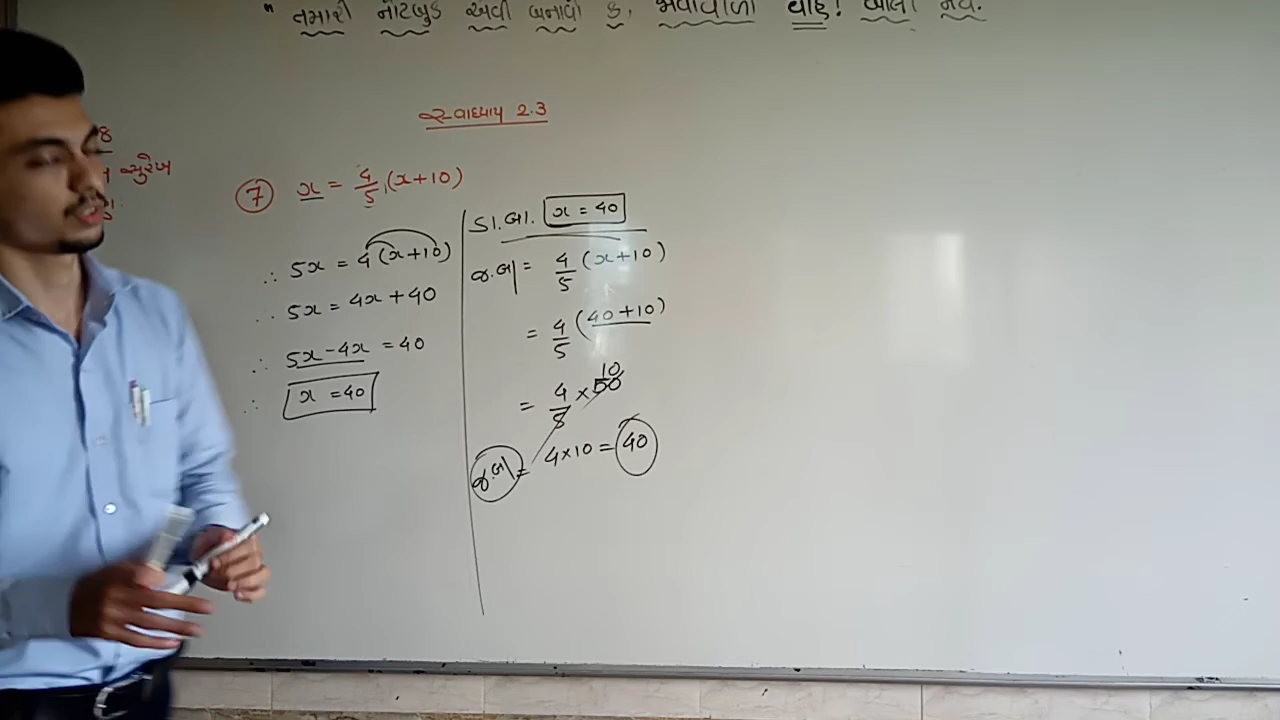 " તમારી નોટબુક એવી બનાવો કે, ભણવાવાળા વાહ! બોલી
સ્વાધ્યાય 2.3
8
7 x = 4/5 (x+10)
∴ 5x = 4(x+10)
∴ 5x = 4x + 40
∴ 5x - 4x = 40
∴ x = 40
ડા.બા. x = 40
જ.બા = 4/5 (x+10)
= 4/5 (40+10)
= 4/5 × 50 10
જ.બા = 4×10 = 40